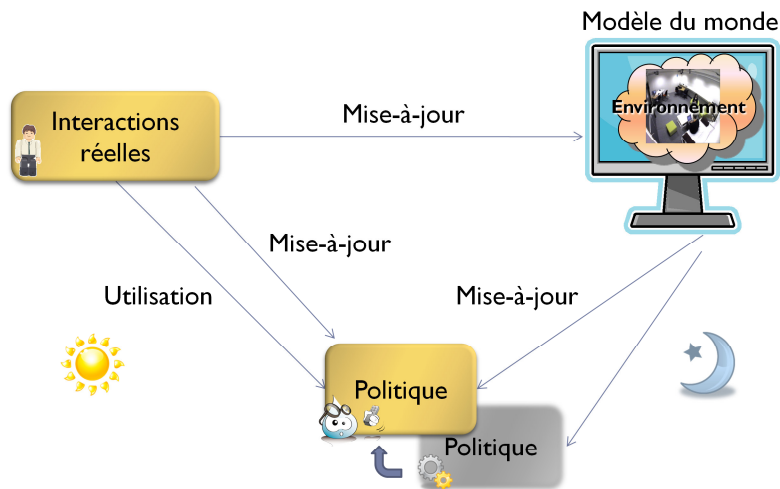 Modèle du monde
Environnement
Interactions
réelles
Mise-à-jour
Mise-à-jour
Utilisation
Mise-à-jour
Politique
Politique